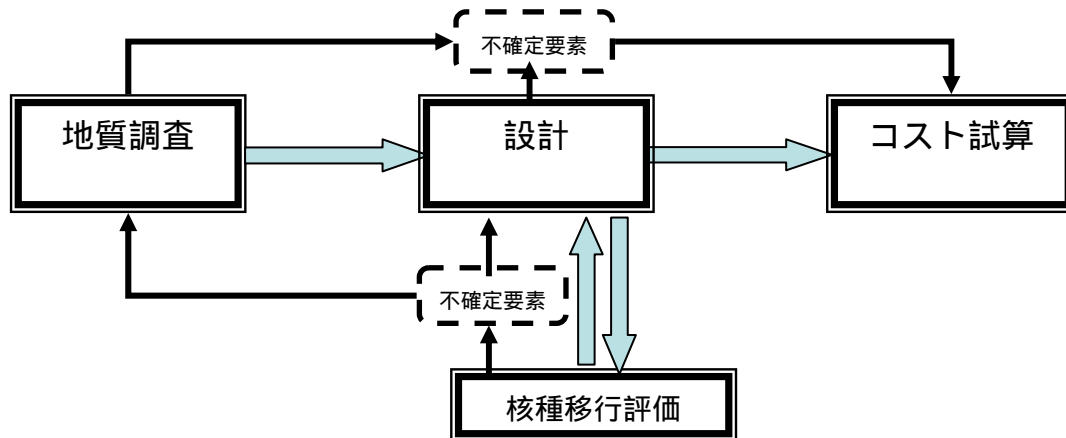 不確定要素
地質調査
設計
コスト試算
不確定要素
核種移行評価